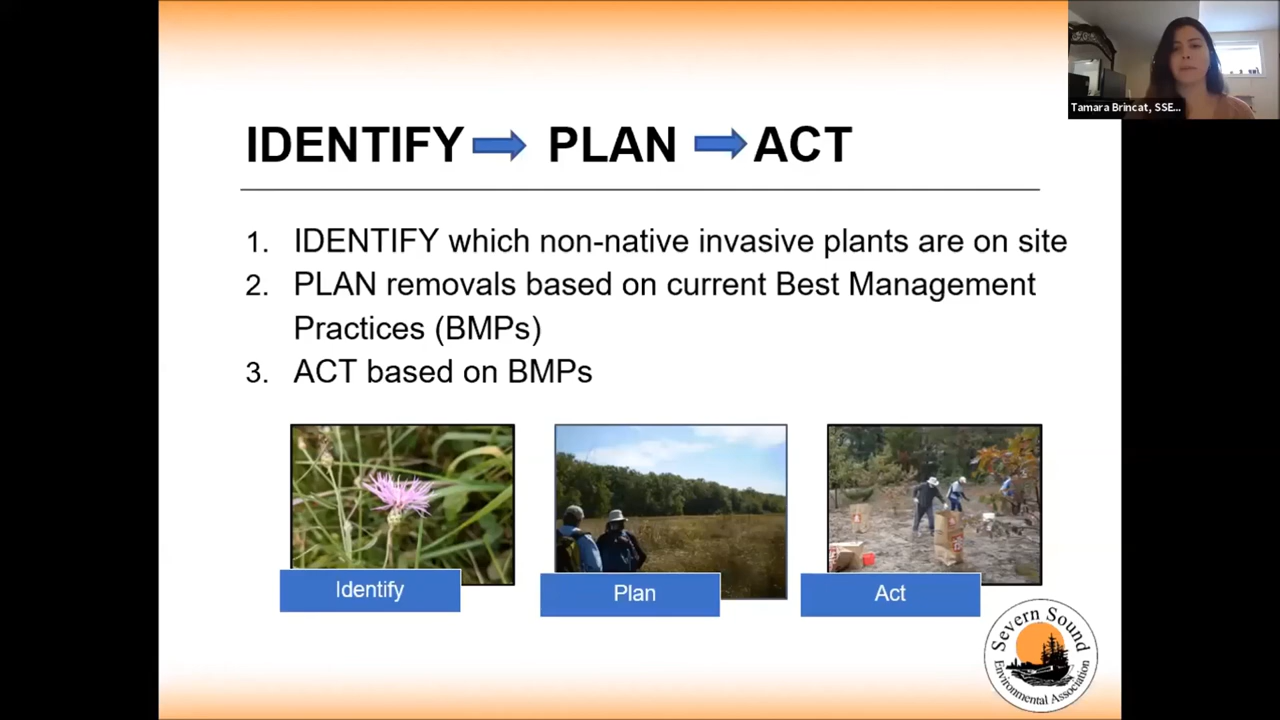 Tamara Brincat, SSE...
IDENTIFY PLAN ACT
1. IDENTIFY which non-native invasive plants are on site
2. PLAN removals based on current Best Management
Practices (BMPs)
3. ACT based on BMPs
Identify
Plan
Act
Severn Sound
Environmental Association